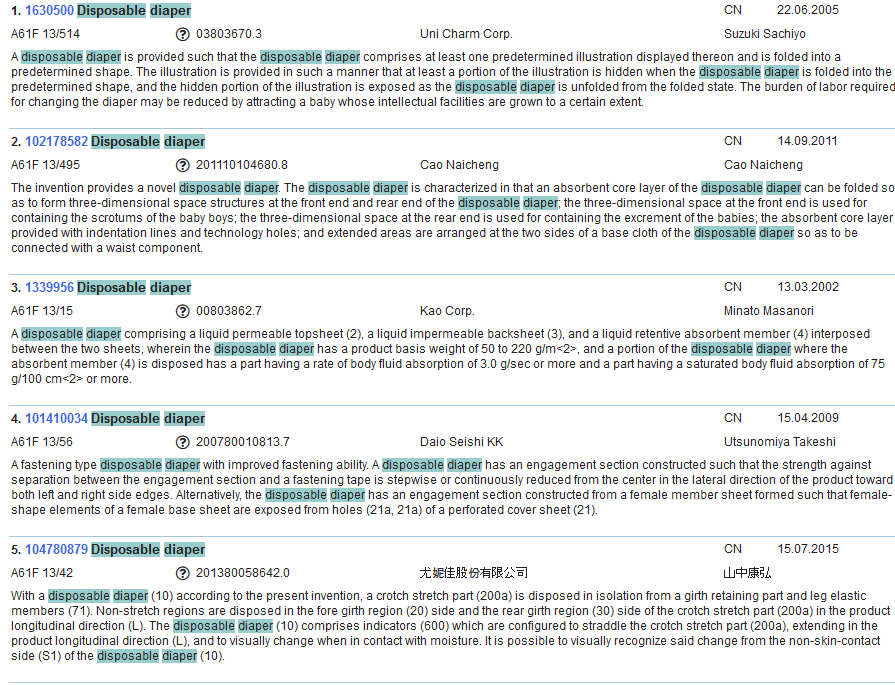 1. 1630500 Disposable diaper CN 22.06.2005
A61F 13/514 ? 03803670.3 Uni Charm Corp. Suzuki Sachiyo
A disposable diaper is provided such that the disposable diaper comprises at least one predetermined illustration displayed thereon and is folded into a
predetermined shape. The illustration is provided in such a manner that at least a portion of the illustration is hidden when the disposable diaper is folded into the
predetermined shape, and the hidden portion of the illustration is exposed as the disposable diaper is unfolded from the folded state. The burden of labor required
for changing the diaper may be reduced by attracting a baby whose intellectual facilities are grown to a certain extent.
2. 102178582 Disposable diaper CN 14.09.2011
A61F 13/495 ? 201110104680.8 Cao Naicheng Cao Naicheng
The invention provides a novel disposable diaper. The disposable diaper is characterized in that an absorbent core layer of the disposable diaper can be folded so
as to form three-dimensional space structures at the front end and rear end of the disposable diaper; the three-dimensional space at the front end is used for
containing the scrotums of the baby boys; the three-dimensional space at the rear end is used for containing the excrement of the babies; the absorbent core layer
provided with indentation lines and technology holes; and extended areas are arranged at the two sides of a base cloth of the disposable diaper so as to be
connected with a waist component.
3. 1339956 Disposable diaper CN 13.03.2002
A61F 13/15 ? 00803862.7 Kao Corp. Minato Masanori
A disposable diaper comprising a liquid permeable topsheet (2), a liquid impermeable backsheet (3), and a liquid retentive absorbent member (4) interposed
between the two sheets, wherein the disposable diaper has a product basis weight of 50 to 220 g/m<2>, and a portion of the disposable diaper where the
absorbent member (4) is disposed has a part having a rate of body fluid absorption of 3.0 g/sec or more and a part having a saturated body fluid absorption of 75
g/100 cm<2> or more.
4. 101410034 Disposable diaper CN 15.04.2009
A61F 13/56 ? 200780010813.7 Daio Seishi KK Utsunomiya Takeshi
A fastening type disposable diaper with improved fastening ability. A disposable diaper has an engagement section constructed such that the strength against
separation between the engagement section and a fastening tape is stepwise or continuously reduced from the center in the lateral direction of the product toward
both left and right side edges. Alternatively, the disposable diaper has an engagement section constructed from a female member sheet formed such that female-
shape elements of a female base sheet are exposed from holes (21a, 21a) of a perforated cover sheet (21).
5. 104780879 Disposable diaper CN 15.07.2015
A61F 13/42 ? 201380058642.0 尤妮佳股份有限公司 山中康弘
With a disposable diaper (10) according to the present invention, a crotch stretch part (200a) is disposed in isolation from a girth retaining part and leg elastic
members (71). Non-stretch regions are disposed in the fore girth region (20) side and the rear girth region (30) side of the crotch stretch part (200a) in the product
longitudinal direction (L). The disposable diaper (10) comprises indicators (600) which are configured to straddle the crotch stretch part (200a), extending in the
product longitudinal direction (L), and to visually change when in contact with moisture. It is possible to visually recognize said change from the non-skin-contact
side (S1) of the disposable diaper (10).